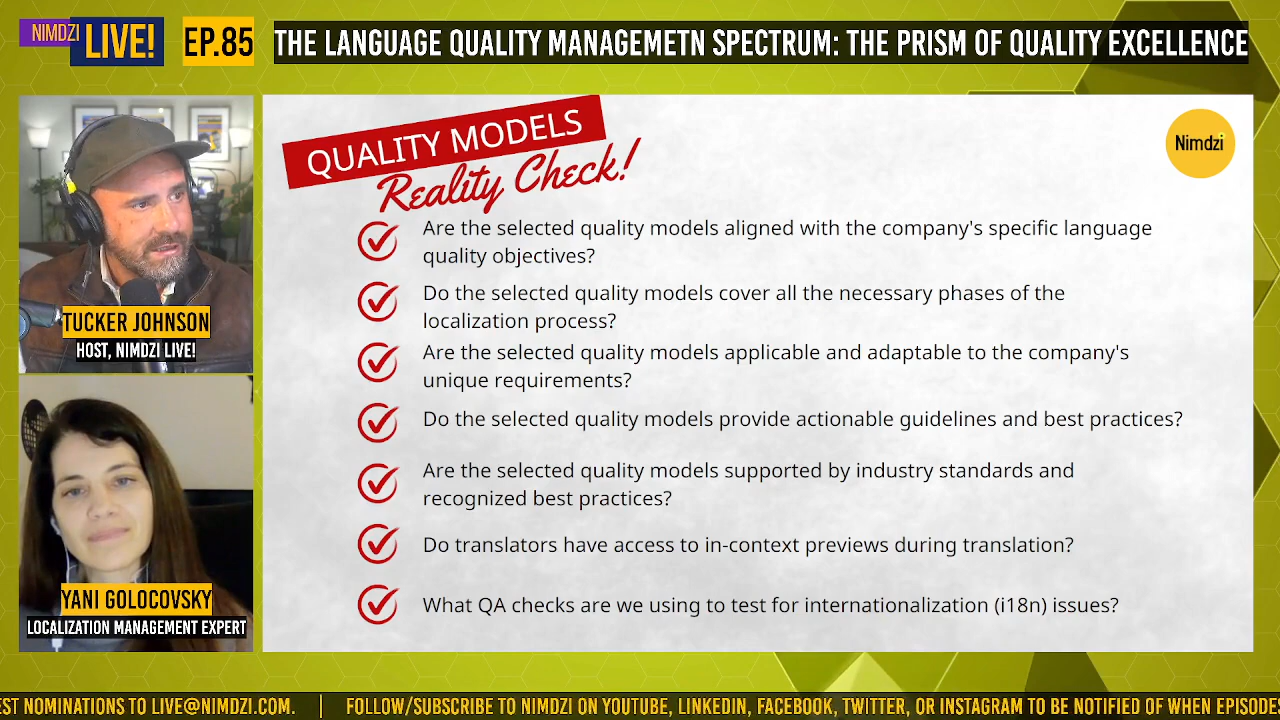 NIMDZI LIVE!
EP.85
THE LANGUAGE QUALITY MANAGEMETN SPECTRUM: THE PRISM OF QUALITY EXCELLENCE
QUALITY MODELS
Reality Check!
Nimdzi
Are the selected quality models aligned with the company's specific language
quality objectives?
Do the selected quality models cover all the necessary phases of the
localization process?
Are the selected quality models applicable and adaptable to the company's
unique requirements?
Do the selected quality models provide actionable guidelines and best practices?
Are the selected quality models supported by industry standards and
recognized best practices?
Do translators have access to in-context previews during translation?
What QA checks are we using to test for internationalization (i18n) issues?
TUCKER JOHNSON
HOST, NIMDZI LIVE!
YANI GOLOCOVSKY
LOCALIZATION MANAGEMENT EXPERT
EST NOMINATIONS TO LIVE@NIMDZI.COM. | FOLLOW/SUBSCRIBE TO NIMDZI ON YOUTUBE, LINKEDIN, FACEBOOK, TWITTER, OR INSTAGRAM TO BE NOTIFIED OF WHEN EPISODE